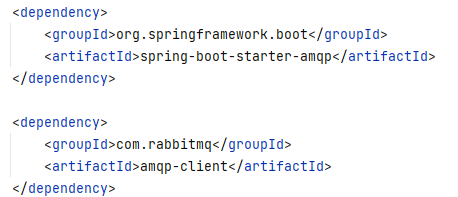 <dependency>
    <groupId>org.springframework.boot</groupId>
    <artifactId>spring-boot-starter-amqp</artifactId>
</dependency>

<dependency>
    <groupId>com.rabbitmq</groupId>
    <artifactId>amqp-client</artifactId>
</dependency>